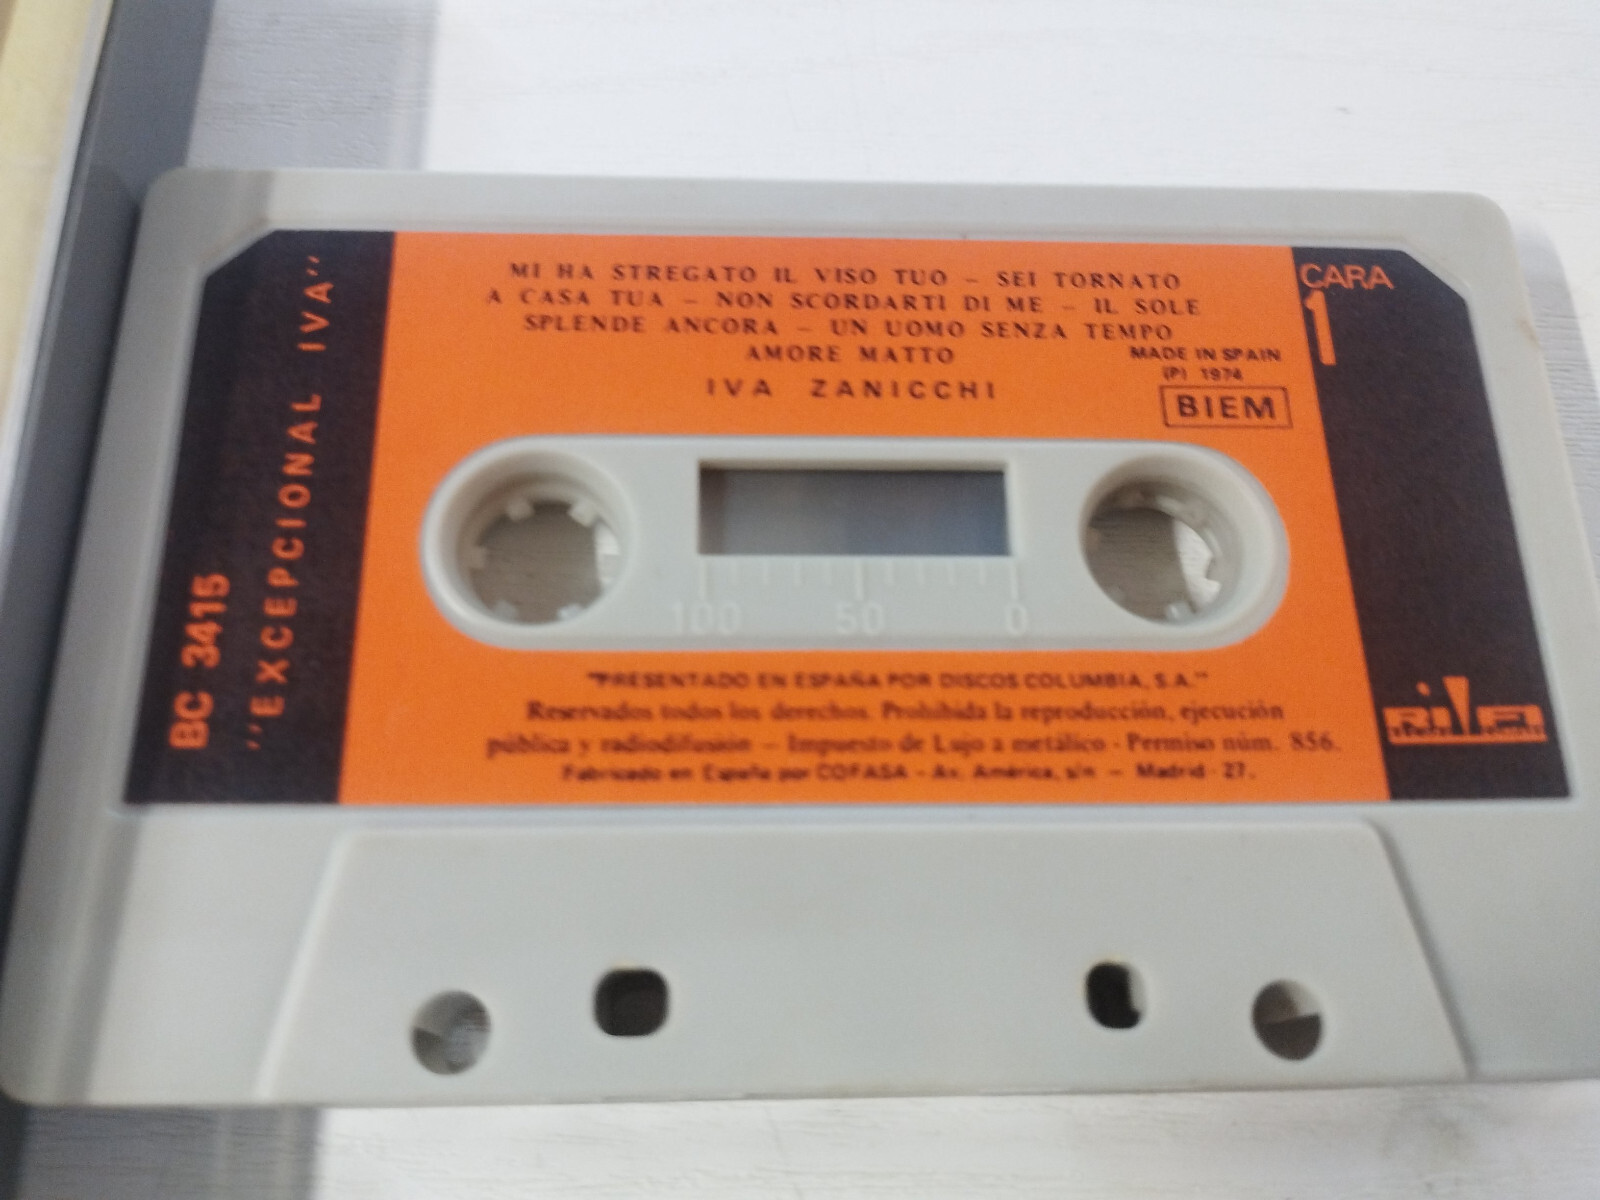 MI HA STREGATO IL VISO TUO – SEI TORNATO
A CASA TUA – NON SCORDARTI DI ME – IL SOLE
SPLENDE ANCORA – UN UOMO SENZA TEMPO
AMORE MATTO
IVA ZANICCHI
MADE IN SPAIN
(P) 1974
BIEM
CARA
1
BC 3415
"EXCEPCIONAL IVA"
100 50 0
"PRESENTADO EN ESPAÑA POR DISCOS COLUMBIA, S.A."
Reservados todos los derechos. Prohibida la reproducción, ejecución
pública y radiodifusión – Impuesto de Lujo a metálico - Permiso núm. 856.
Fabricado en España por COFASA - Av. América, s/n – Madrid - 27.
RIFI